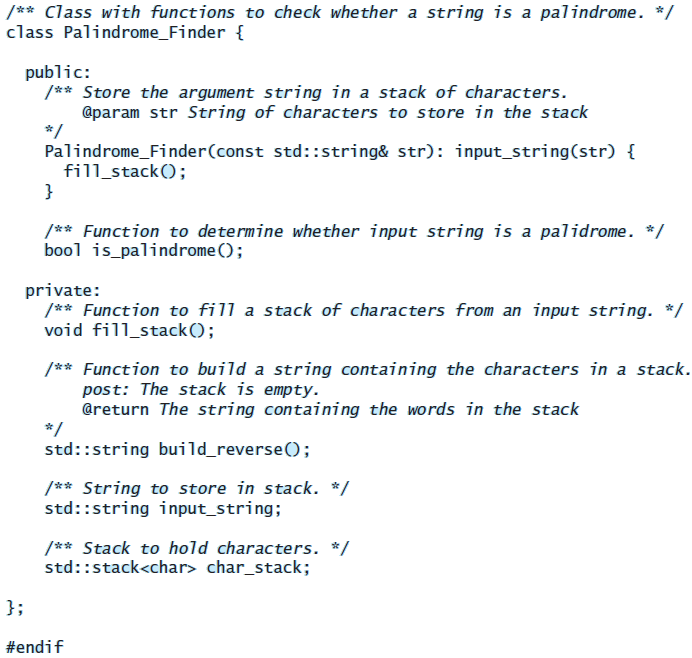 /** Class with functions to check whether a string is a palindrome. */
class Palindrome_Finder {
public:
/** Store the argument string in a stack of characters.
@param str String of characters to store in the stack
*/
Palindrome_Finder(const std::string& str): input_string(str) {
fill_stack();
}
/** Function to determine whether input string is a palidrome. */
bool is_palindrome();
private:
/** Function to fill a stack of characters from an input string. */
void fill_stack();
/** Function to build a string containing the characters in a stack.
post: The stack is empty.
@return The string containing the words in the stack
*/
std::string build_reverse();
/** String to store in stack. */
std::string input_string;
/** Stack to hold characters. */
std::stack<char> char_stack;
};
#endif